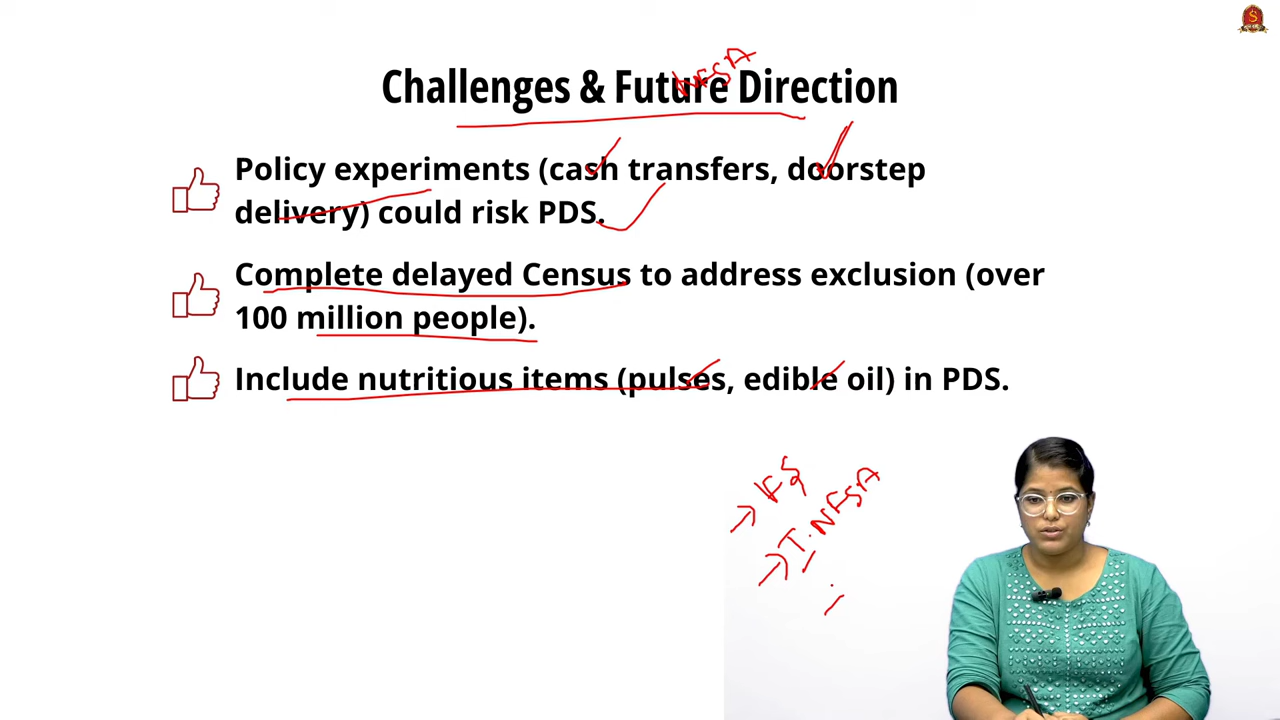 Challenges & Future Direction
NFSA
Policy experiments (cash transfers, doorstep
delivery) could risk PDS.
Complete delayed Census to address exclusion (over
100 million people).
Include nutritious items (pulses, edible oil) in PDS.
→ FS
→ I. NFSA